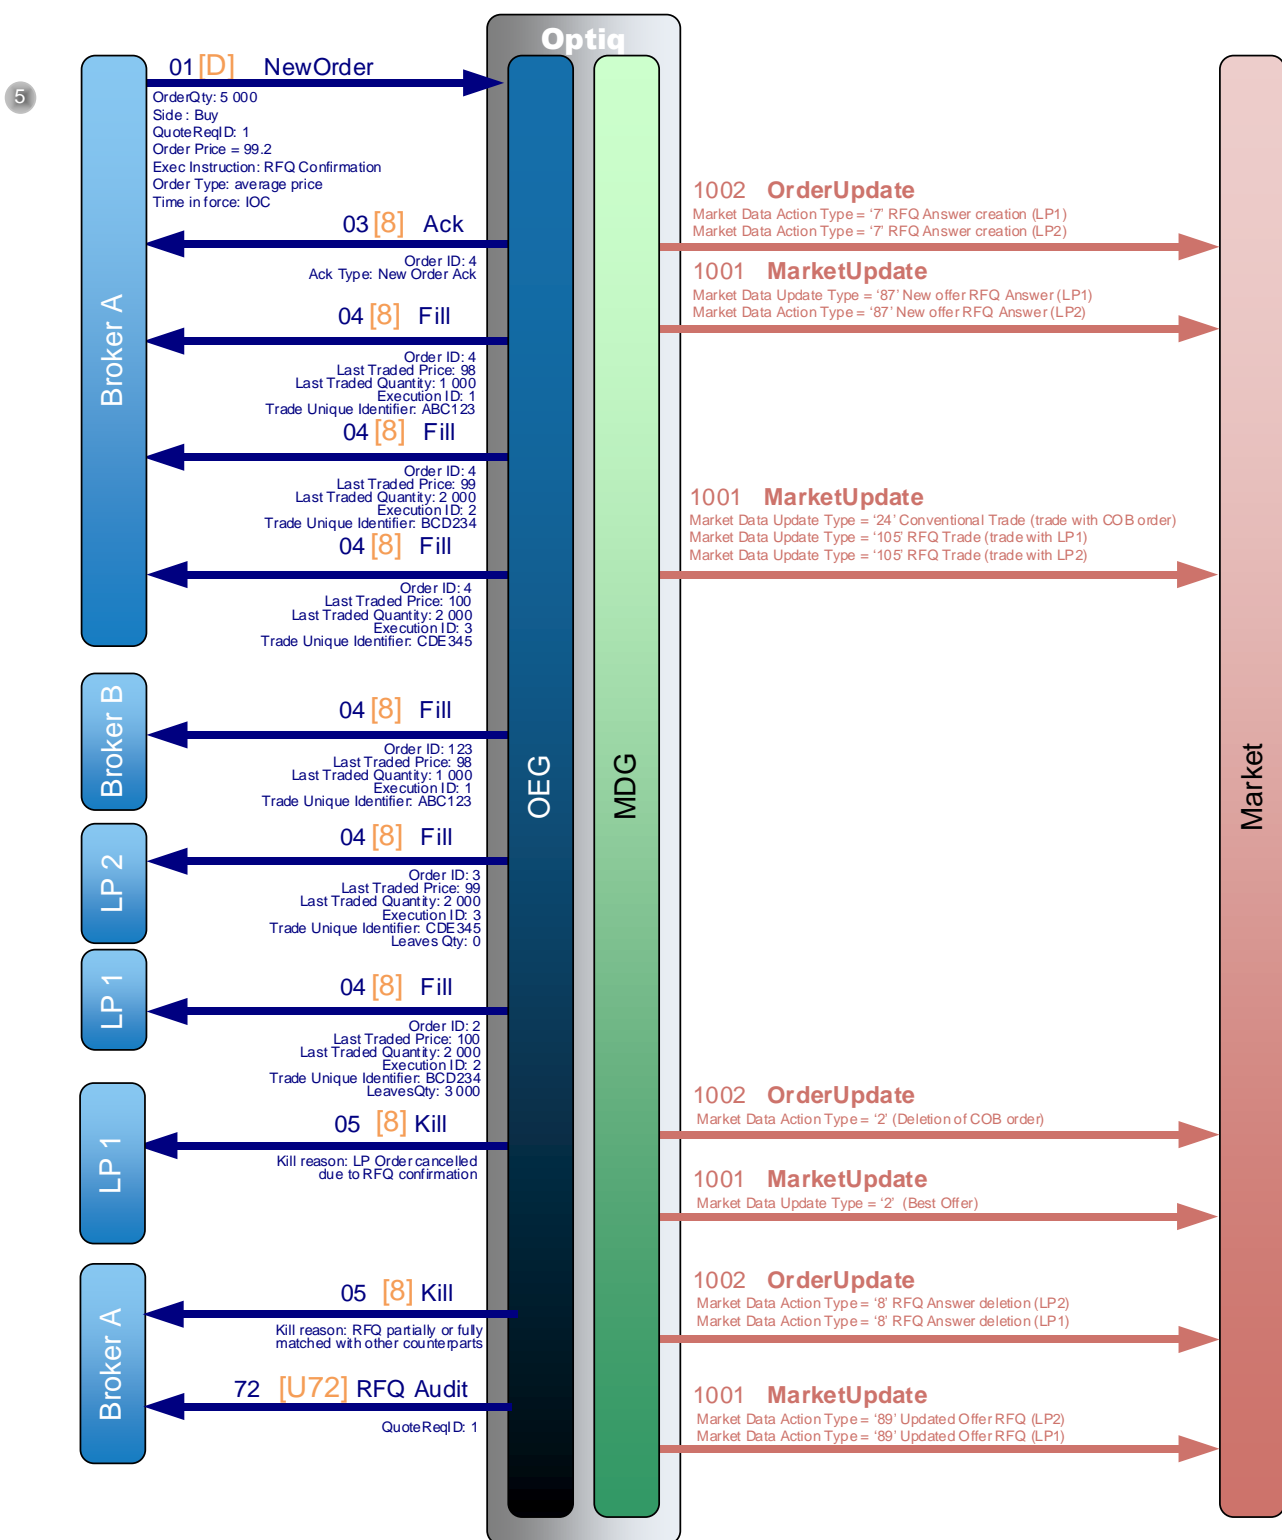 Optiq
5
01 [D] NewOrder
OrderQty: 5 000
Side : Buy
QuoteReqID: 1
Order Price = 99.2
Exec Instruction: RFQ Confirmation
Order Type: average price
Time in force: IOC
03 [8] Ack
Order ID: 4
Ack Type: New Order Ack
04 [8] Fill
Order ID: 4
Last Traded Price: 98
Last Traded Quantity: 1 000
Execution ID: 1
Trade Unique Identifier: ABC123
04 [8] Fill
Order ID: 4
Last Traded Price: 99
Last Traded Quantity: 2 000
Execution ID: 2
Trade Unique Identifier: BCD234
04 [8] Fill
Order ID: 4
Last Traded Price: 100
Last Traded Quantity: 2 000
Execution ID: 3
Trade Unique Identifier: CDE345
Broker A
04 [8] Fill
Order ID: 123
Last Traded Price: 98
Last Traded Quantity: 1 000
Execution ID: 1
Trade Unique Identifier: ABC123
Broker B
04 [8] Fill
Order ID: 3
Last Traded Price: 99
Last Traded Quantity: 2 000
Execution ID: 3
Trade Unique Identifier: CDE345
Leaves Qty: 0
LP 2
04 [8] Fill
Order ID: 2
Last Traded Price: 100
Last Traded Quantity: 2 000
Execution ID: 2
Trade Unique Identifier: BCD234
LeavesQty: 3 000
LP 1
05 [8] Kill
Kill reason: LP Order cancelled
due to RFQ confirmation
LP 1
05 [8] Kill
Kill reason: RFQ partially or fully
matched with other counterparts
72 [U72] RFQ Audit
QuoteReqID: 1
Broker A
OEG
MDG
1002 OrderUpdate
Market Data Action Type = ‘7’ RFQ Answer creation (LP1)
Market Data Action Type = ‘7’ RFQ Answer creation (LP2)
1001 MarketUpdate
Market Data Update Type = ‘87’ New offer RFQ Answer (LP1)
Market Data Action Type = ‘87’ New offer RFQ Answer (LP2)
1001 MarketUpdate
Market Data Update Type = ‘24’ Conventional Trade (trade with COB order)
Market Data Update Type = ‘105’ RFQ Trade (trade with LP1)
Market Data Update Type = ‘105’ RFQ Trade (trade with LP2)
1002 OrderUpdate
Market Data Action Type = ‘2’ (Deletion of COB order)
1001 MarketUpdate
Market Data Update Type = ‘2’ (Best Offer)
1002 OrderUpdate
Market Data Action Type = ‘8’ RFQ Answer deletion (LP2)
Market Data Action Type = ‘8’ RFQ Answer deletion (LP1)
1001 MarketUpdate
Market Data Action Type = ‘89’ Updated Offer RFQ (LP2)
Market Data Action Type = ‘89’ Updated Offer RFQ (LP1)
Market